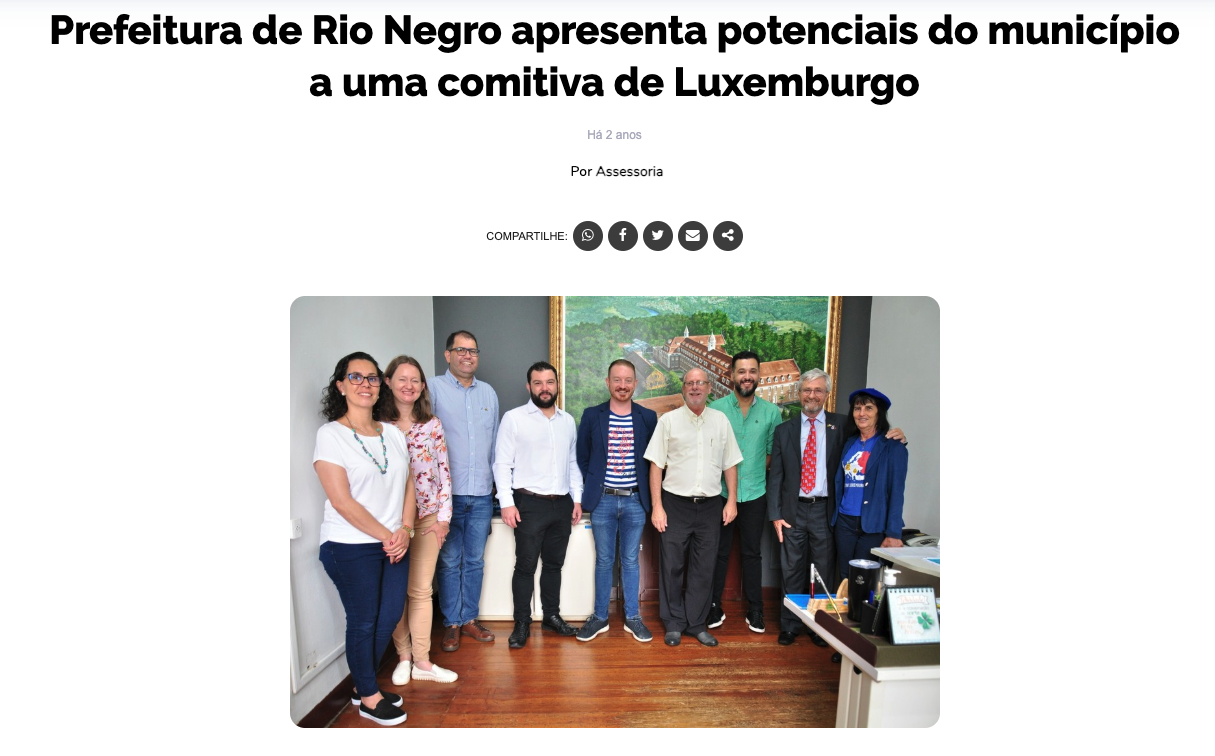 Prefeitura de Rio Negro apresenta potenciais do município
a uma comitiva de Luxemburgo
Há 2 anos
Por Assessoria
COMPARTILHE: